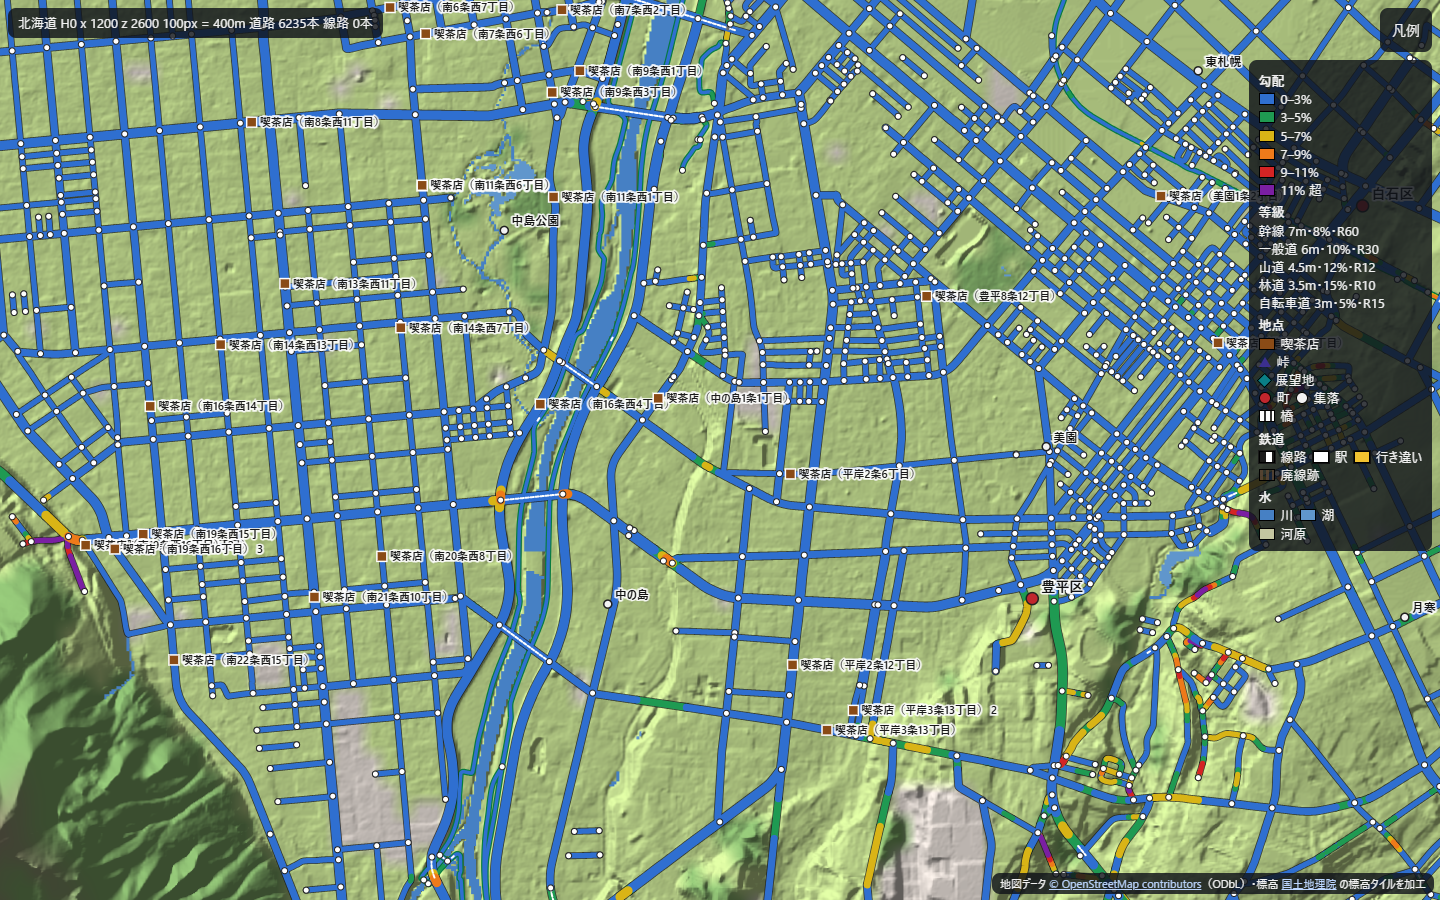 北海道 H0 x 1200 z 2600 100px = 400m 道路 6235本 線路 0本
喫茶店（南6条西7丁目）
喫茶店（南7条西2丁目）
喫茶店（南7条西6丁目）
凡例
東札幌
喫茶店（南9条西1丁目）
喫茶店（南9条西3丁目）
喫茶店（南8条西11丁目）
喫茶店（南11条西6丁目）
喫茶店（南11条西1丁目）
喫茶店（美園1条
白石区
中島公園
喫茶店（南13条西11丁目）
喫茶店（豊平8条12丁目）
喫茶店（南14条西7丁目）
喫茶店（南14条西13丁目）
喫茶店（南16条西14丁目）
喫茶店（南16条西4丁目）
喫茶店（中の島1条1丁目）
美園
喫茶店（平岸2条6丁目）
喫茶店（南19条西15丁目）
喫茶店（南19条西16丁目） 3
喫茶店（南20条西8丁目）
喫茶店（南21条西10丁目）
中の島
豊平区
月寒
喫茶店（南22条西15丁目）
喫茶店（平岸2条12丁目）
喫茶店（平岸3条13丁目） 2
喫茶店（平岸3条13丁目）
勾配
0–3%
3–5%
5–7%
7–9%
9–11%
11% 超
等級
幹線 7m·8%·R60
一般道 6m·10%·R30
山道 4.5m·12%·R12
林道 3.5m·15%·R10
自転車道 3m·5%·R15
地点
喫茶店
峠
展望地
町 集落
橋
鉄道
線路 駅 行き違い
廃線跡
水
川 湖
河原
地図データ © OpenStreetMap contributors（ODbL）・標高 国土地理院 の標高タイルを加工